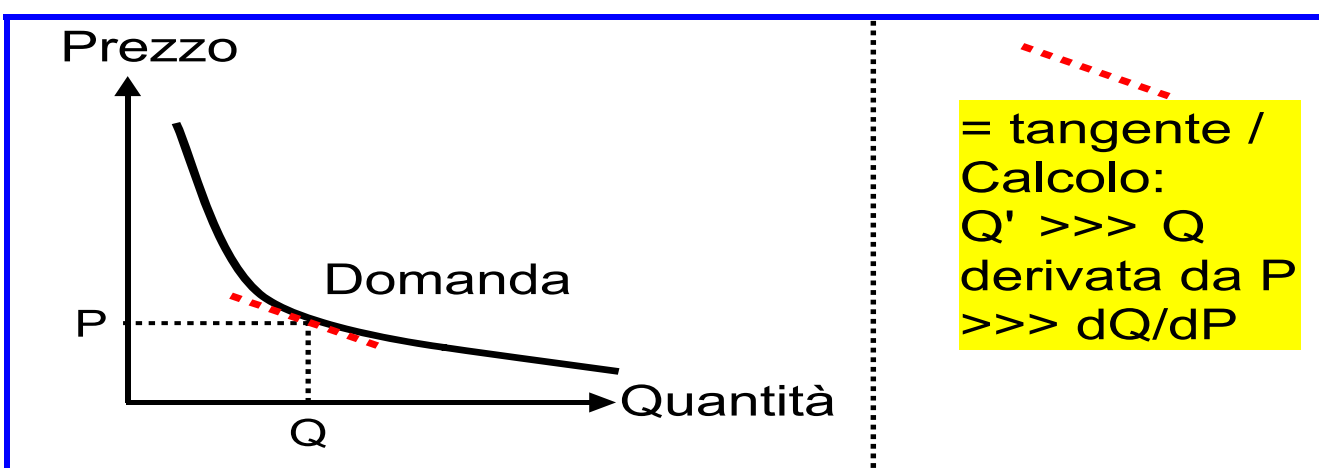 Prezzo
Domanda
P
Quantità
Q
= tangente /
Calcolo:
Q' >>> Q
derivata da P
>>> dQ/dP